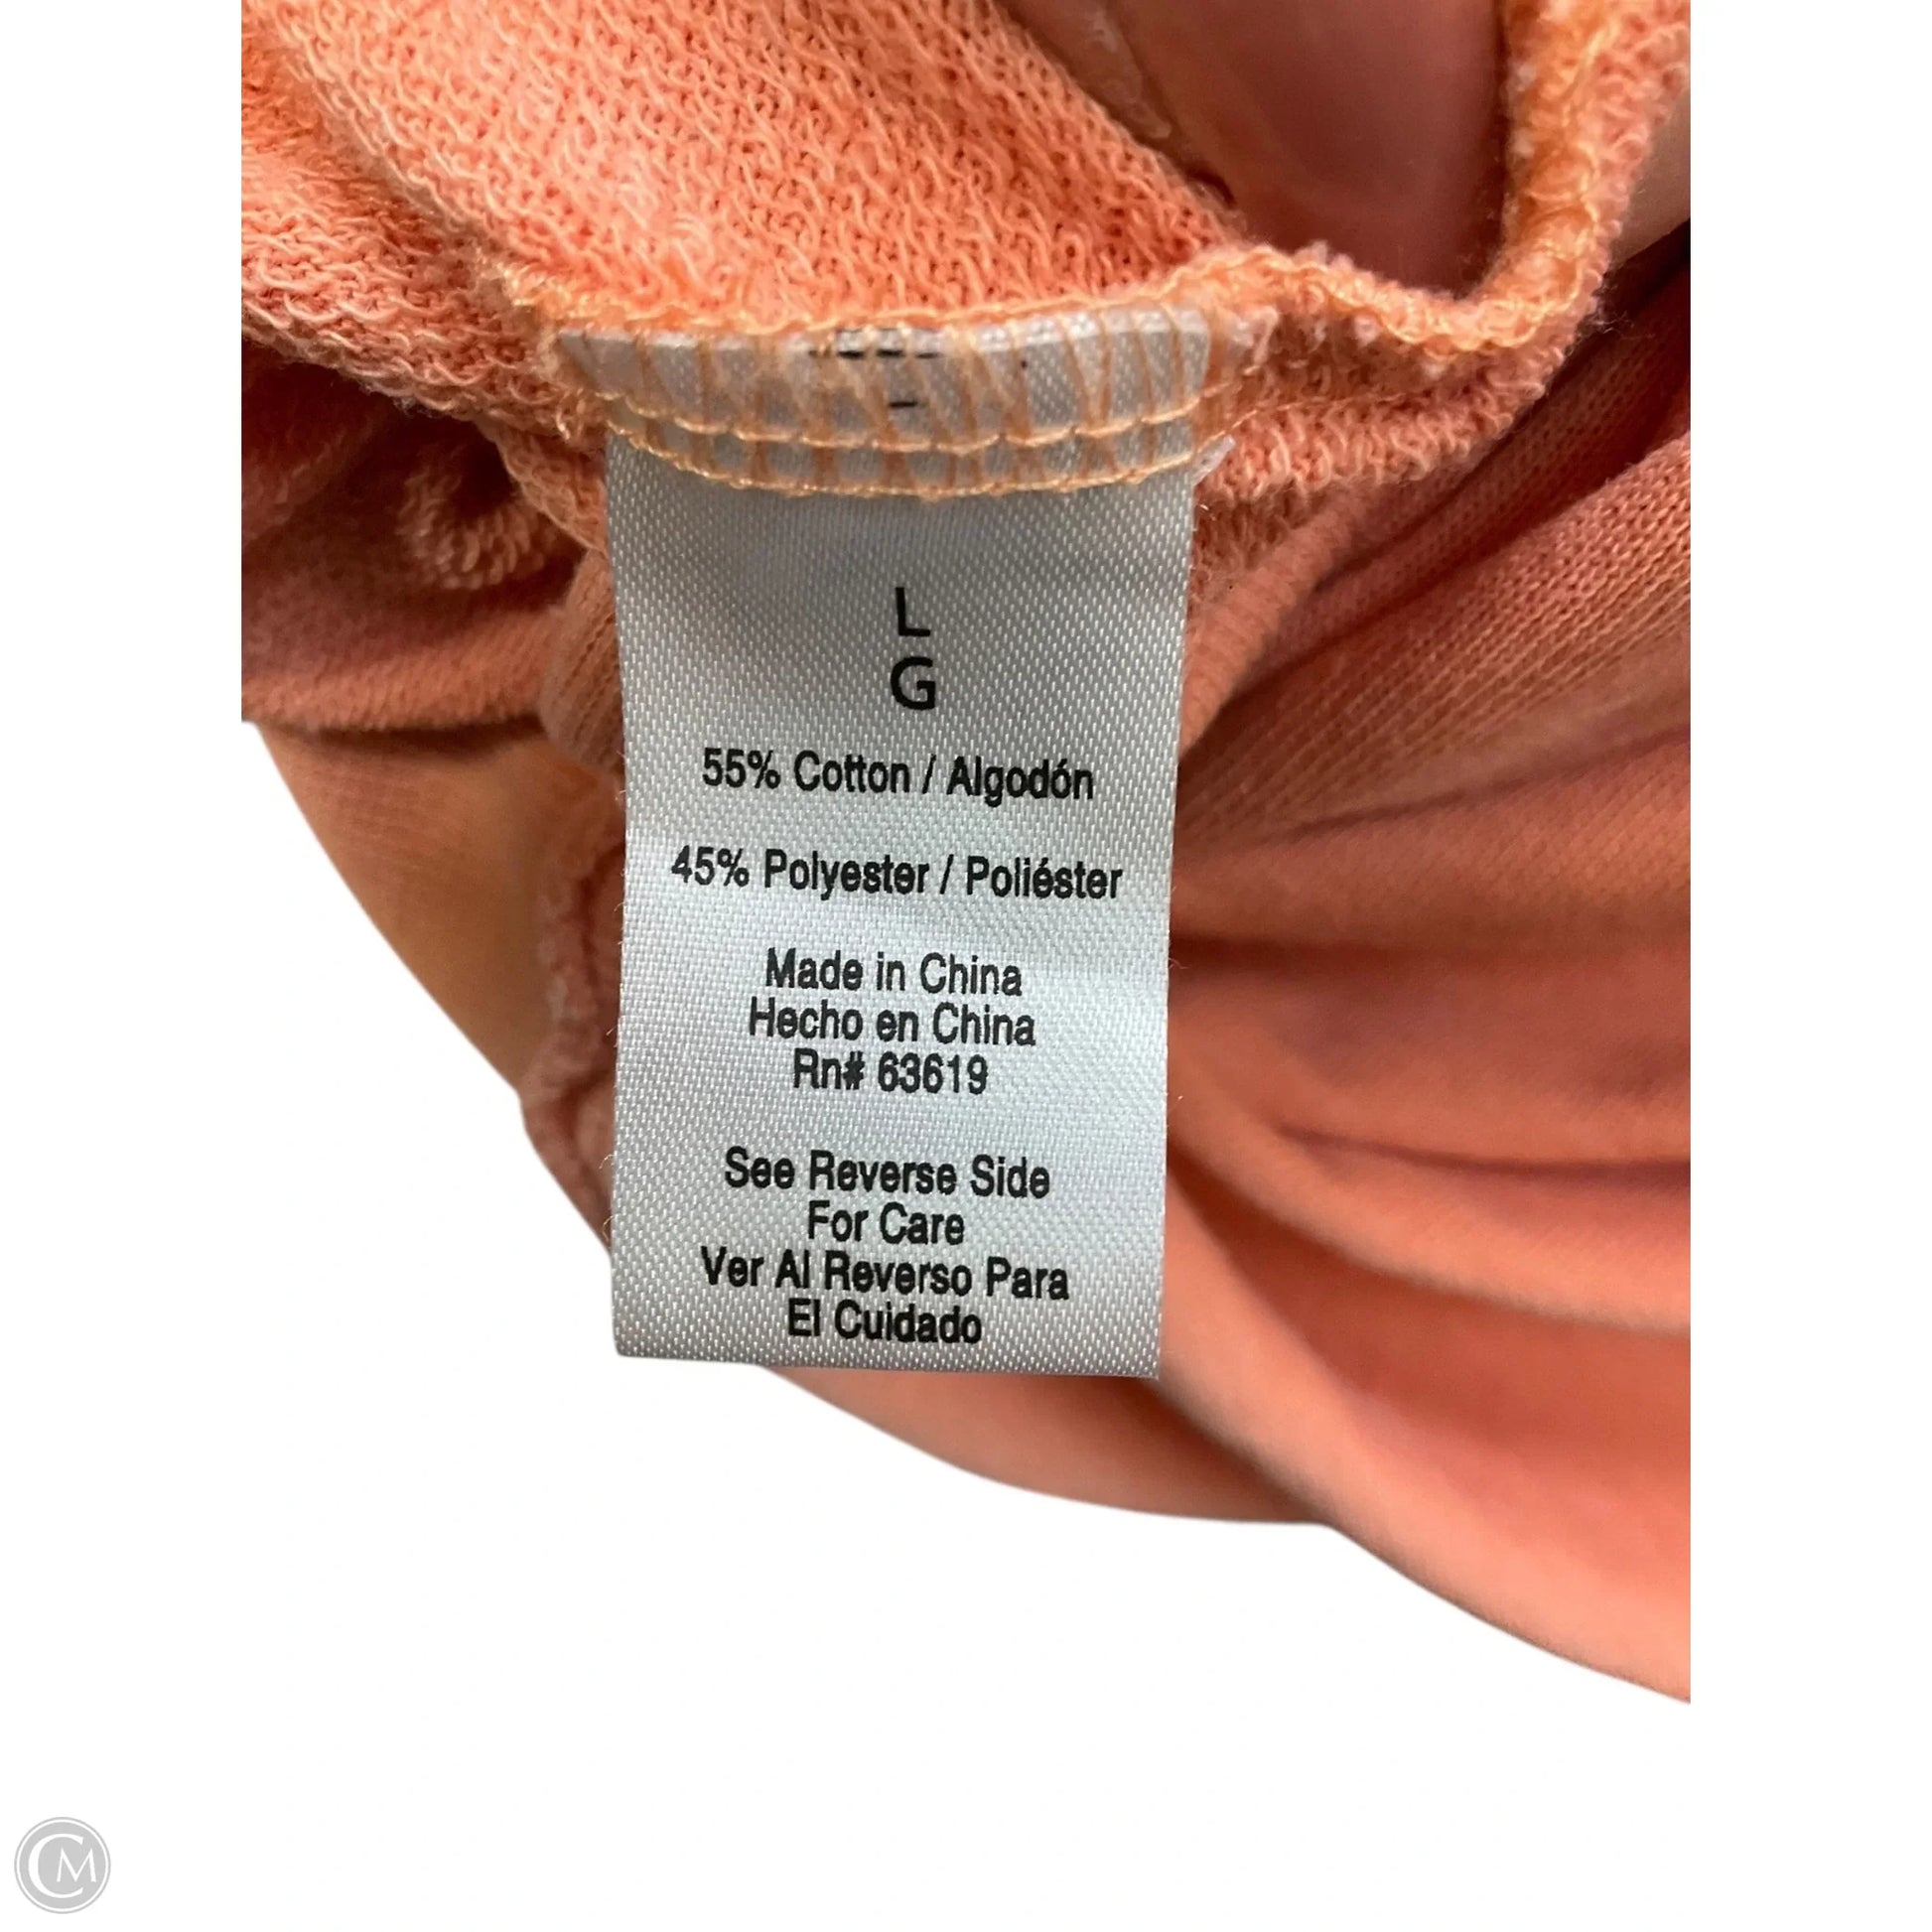 L
G
55% Cotton / Algodón
45% Polyester / Poliéster
Made in China
Hecho en China
Rn# 63619
See Reverse Side
For Care
Ver Al Reverso Para
El Cuidado
CM